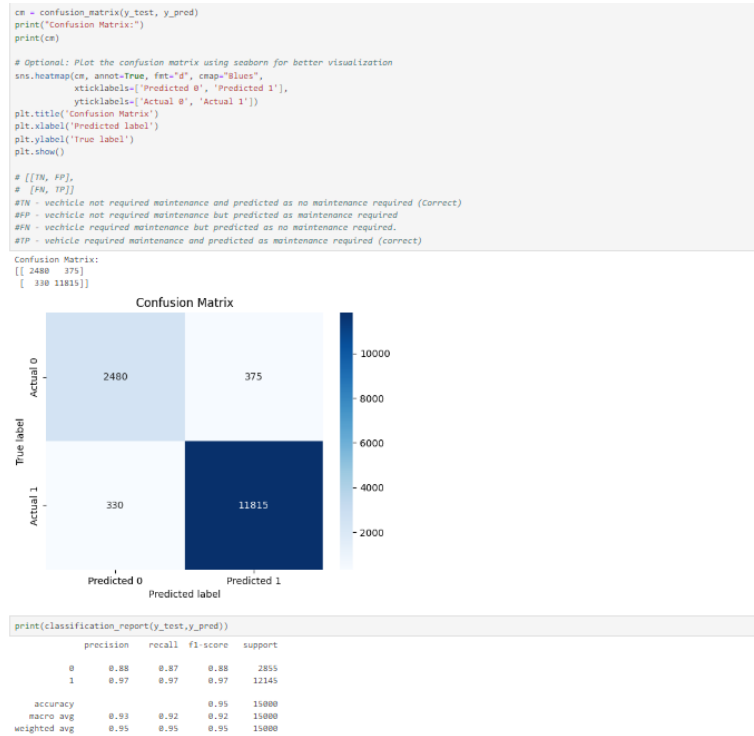 cm = confusion_matrix(y_test, y_pred)
print("Confusion Matrix:")
print(cm)
# Optional: Plot the confusion matrix using seaborn for better visualization
sns.heatmap(cm, annot=True, fmt="d", cmap="Blues",
xticklabels=['Predicted 0', 'Predicted 1'],
yticklabels=['Actual 0', 'Actual 1'])
plt.title('Confusion Matrix')
plt.xlabel('Predicted label')
plt.ylabel('True label')
plt.show()
# [[TN, FP],
#  [FN, TP]]
#TN - vechicle not required maintenance and predicted as no maintenance required (Correct)
#FP - vechicle not required maintenance but predicted as maintenance required
#FN - vechicle required maintenance but predicted as no maintenance required.
#TP - vehicle required maintenance and predicted as maintenance required (correct)
Confusion Matrix:
[[ 2480   375]
 [  330 11815]]
Confusion Matrix
Actual 0
2480
375
True label
Actual 1
330
11815
Predicted 0
Predicted 1
Predicted label
10000
8000
6000
4000
2000
print(classification_report(y_test,y_pred))
precision    recall  f1-score   support
0       0.88      0.87      0.88      2855
1       0.97      0.97      0.97     12145
accuracy                           0.95     15000
macro avg       0.93      0.92      0.92     15000
weighted avg       0.95      0.95      0.95     15000